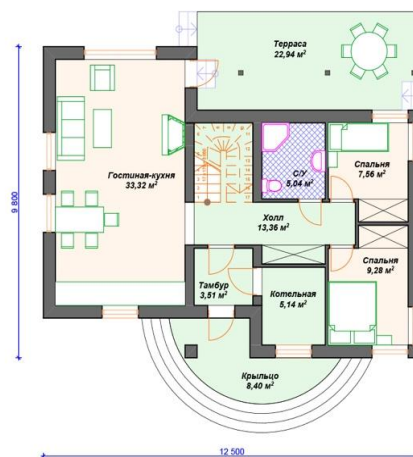 Терраса
22,94 м²
Гостиная-кухня
33,32 м²
С/У
5,04 м²
Спальня
7,56 м²
Холл
13,36 м²
Спальня
9,28 м²
Тамбур
3,51 м²
Котельная
5,14 м²
Крыльцо
8,40 м²
9 800
12 500